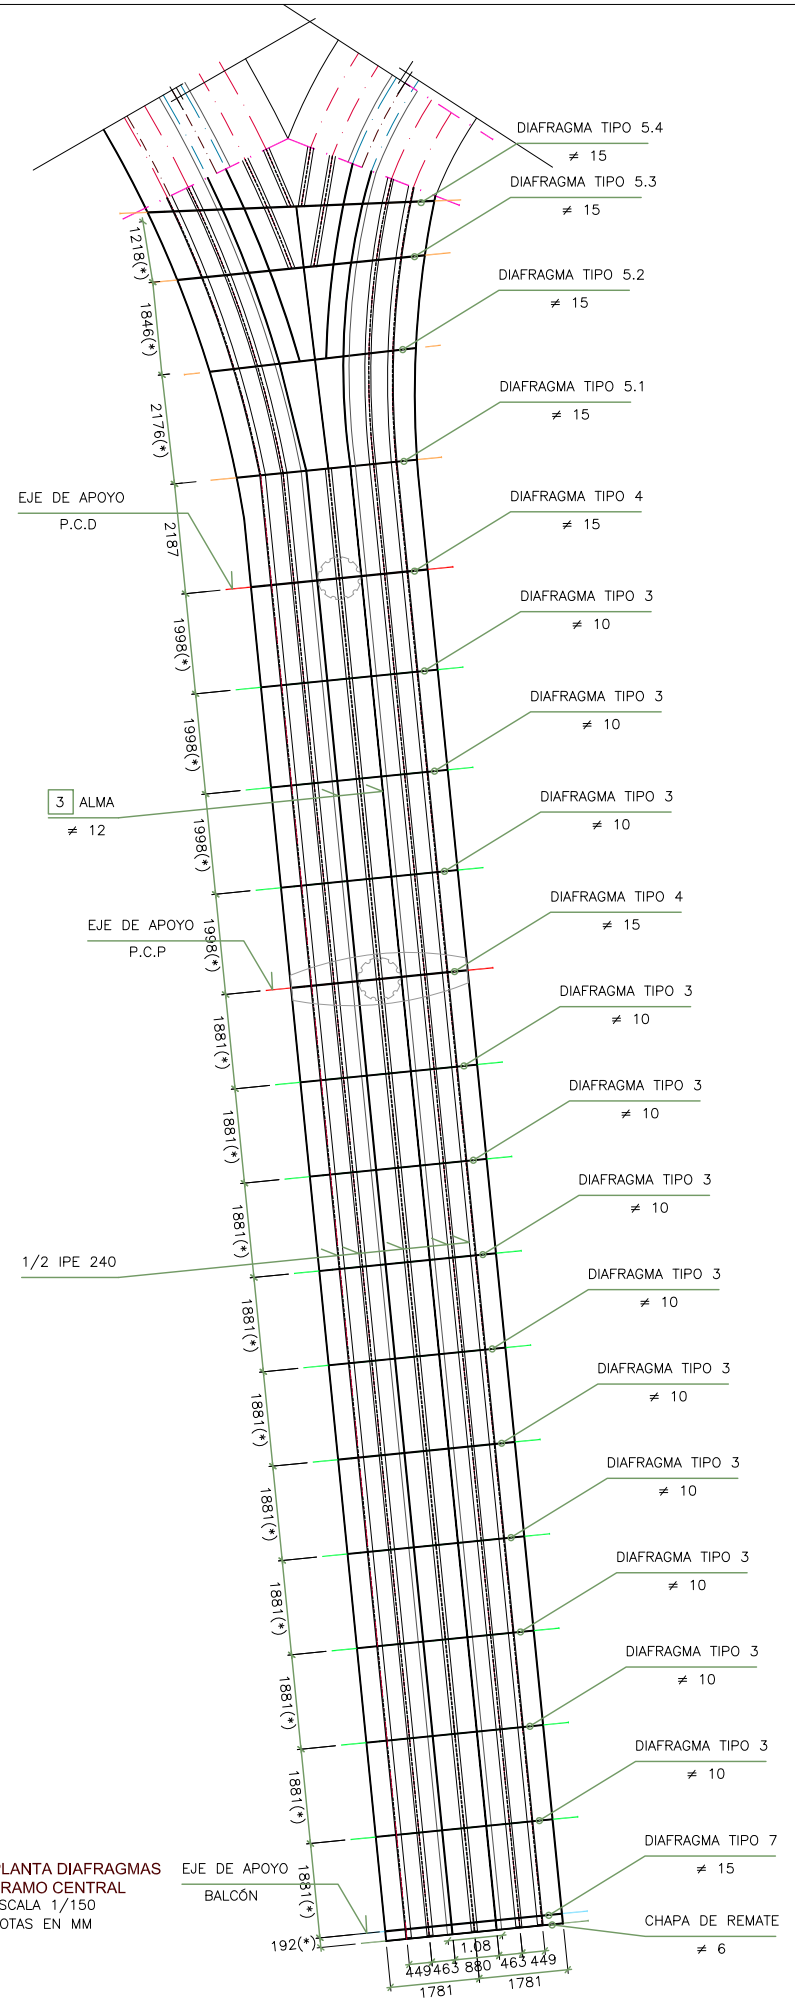 DIAFRAGMA TIPO 5.4
≠ 15
DIAFRAGMA TIPO 5.3
≠ 15
1218(*)
DIAFRAGMA TIPO 5.2
≠ 15
1846(*)
DIAFRAGMA TIPO 5.1
≠ 15
2176(*)
EJE DE APOYO
P.C.D
DIAFRAGMA TIPO 4
≠ 15
2187
DIAFRAGMA TIPO 3
≠ 10
1998(*)
DIAFRAGMA TIPO 3
≠ 10
1998(*)
3 ALMA
≠ 12
DIAFRAGMA TIPO 3
≠ 10
1998(*)
EJE DE APOYO
P.C.P
DIAFRAGMA TIPO 4
≠ 15
1998(*)
DIAFRAGMA TIPO 3
≠ 10
1881(*)
DIAFRAGMA TIPO 3
≠ 10
1881(*)
DIAFRAGMA TIPO 3
≠ 10
1881(*)
1/2 IPE 240
DIAFRAGMA TIPO 3
≠ 10
1881(*)
DIAFRAGMA TIPO 3
≠ 10
1881(*)
DIAFRAGMA TIPO 3
≠ 10
1881(*)
DIAFRAGMA TIPO 3
≠ 10
1881(*)
DIAFRAGMA TIPO 3
≠ 10
1881(*)
DIAFRAGMA TIPO 3
≠ 10
1881(*)
DIAFRAGMA TIPO 7
≠ 15
1881(*)
PLANTA DIAFRAGMAS
RAMO CENTRAL
SCALA 1/150
OTAS EN MM
EJE DE APOYO
BALCÓN
CHAPA DE REMATE
≠ 6
192(*)
1.08
449 463 880 463 449
1781 1781